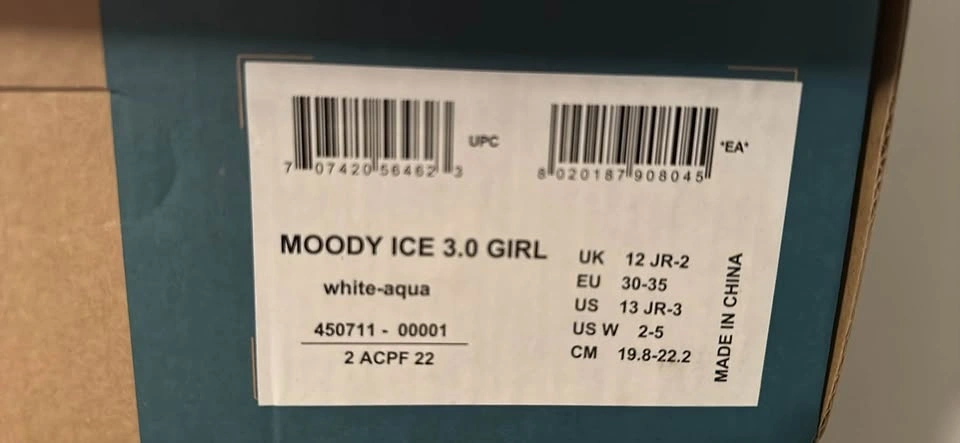 7 07420 56462 3
UPC
8 020187 908045
*EA*
MOODY ICE 3.0 GIRL
white-aqua
450711 - 00001
2 ACPF 22
UK 12 JR-2
EU 30-35
US 13 JR-3
US W 2-5
CM 19.8-22.2
MADE IN CHINA